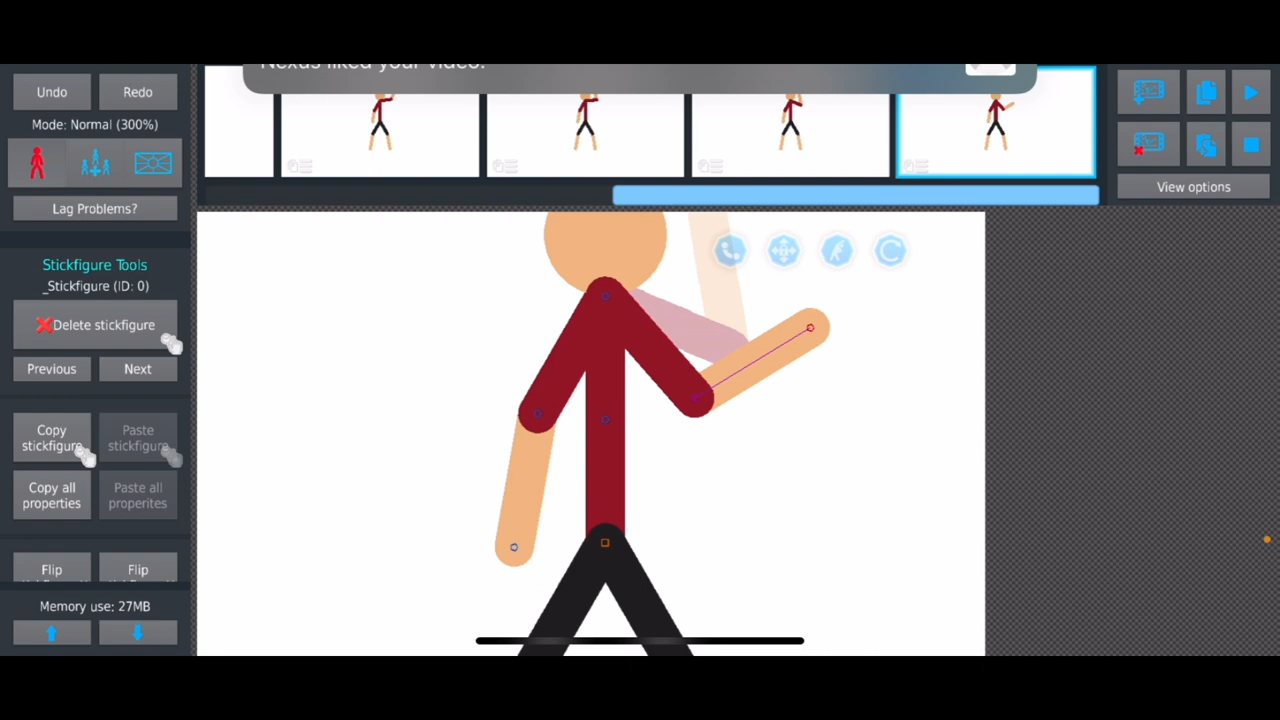 Nexus liked your video.
Undo
Redo
Mode: Normal (300%)
Lag Problems?
View options
Stickfigure Tools
_Stickfigure (ID: 0)
❌Delete stickfigure
Previous
Next
Copy
stickfigure
Paste
stickfigure
Copy all
properties
Paste all
properites
Flip
Flip
Memory use: 27MB